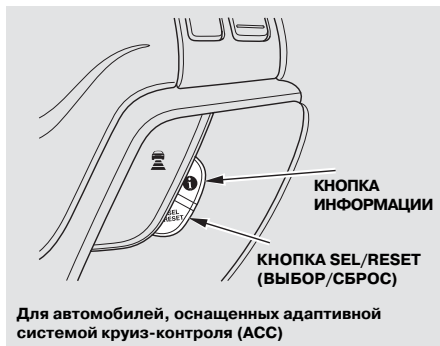 SEL
RESET
КНОПКА
ИНФОРМАЦИИ
КНОПКА SEL/RESET
(ВЫБОР/СБРОС)
Для автомобилей, оснащенных адаптивной
системой круиз-контроля (ACC)